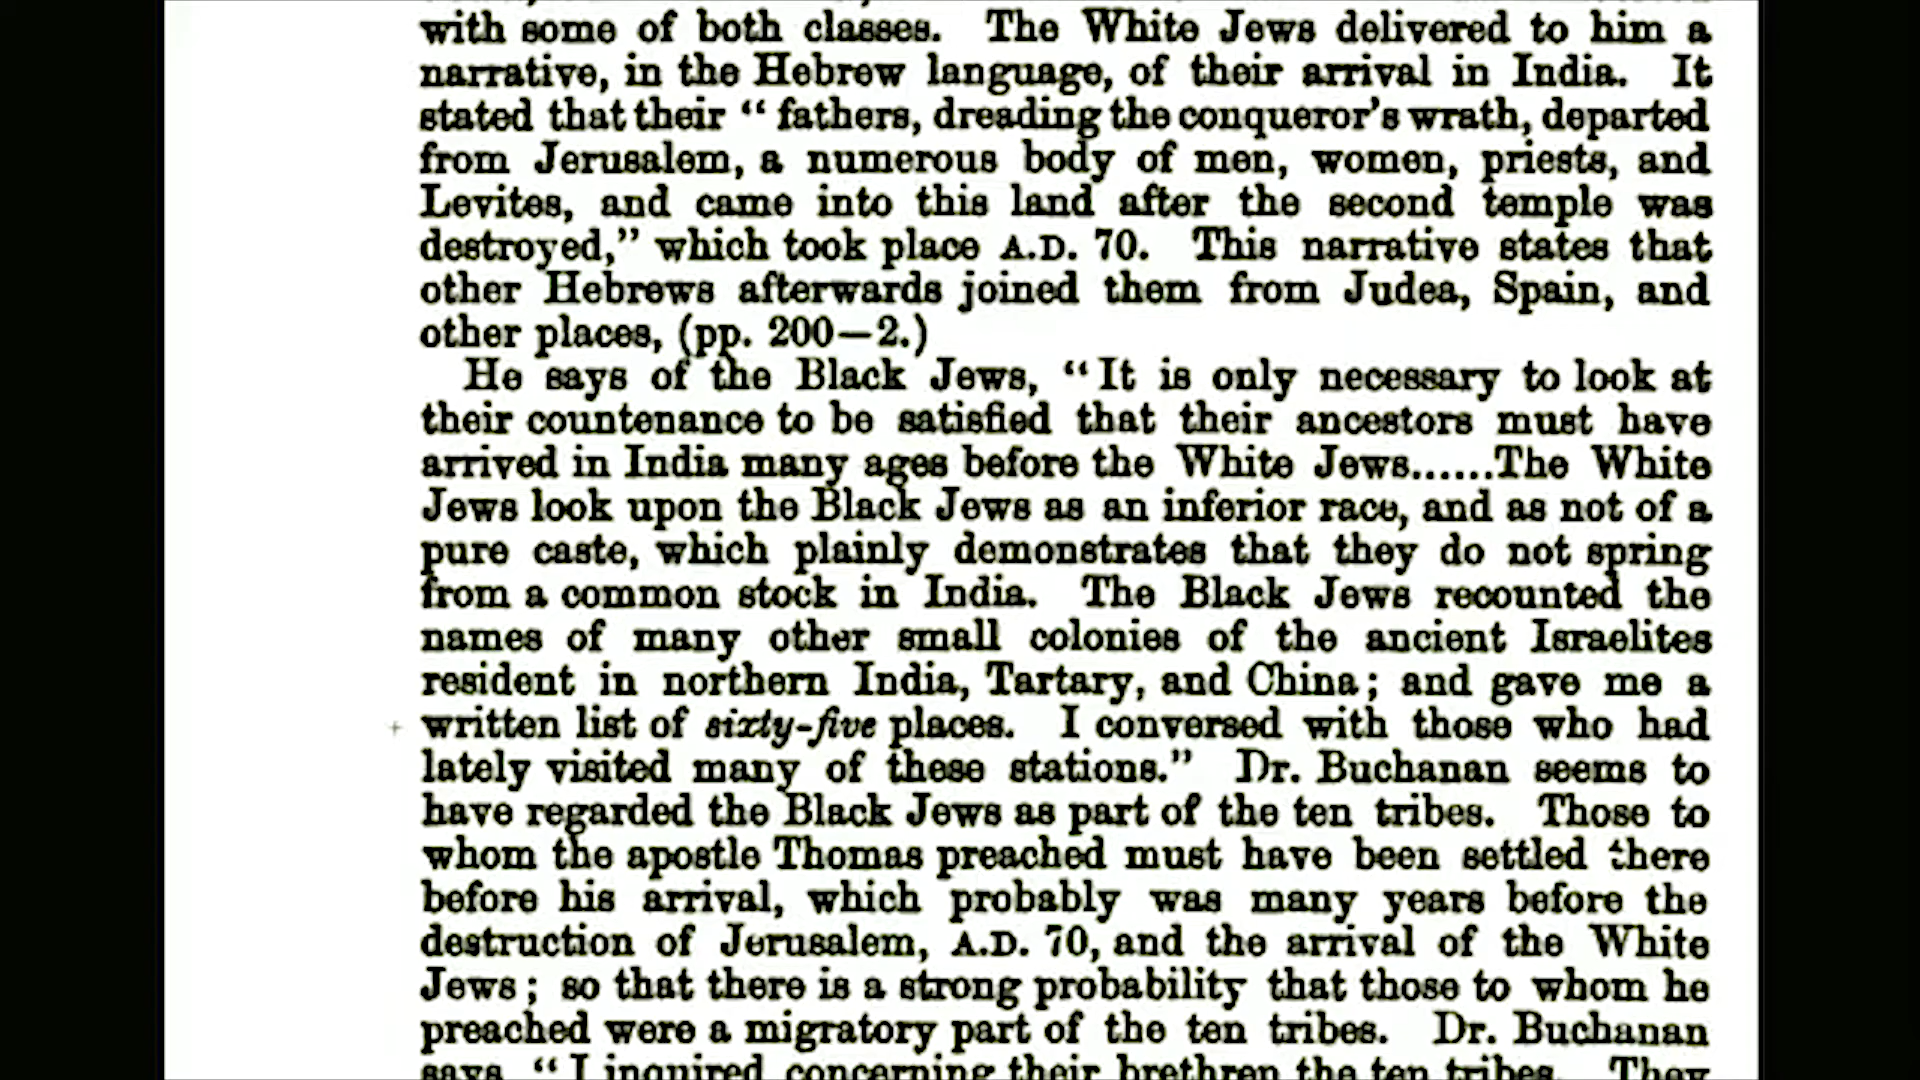 with some of both classes. The White Jews delivered to him a
narrative, in the Hebrew language, of their arrival in India. It
stated that their “ fathers, dreading the conqueror’s wrath, departed
from Jerusalem, a numerous body of men, women, priests, and
Levites, and came into this land after the second temple was
destroyed,” which took place A.D. 70. This narrative states that
other Hebrews afterwards joined them from Judea, Spain, and
other places, (pp. 200—2.)
He says of the Black Jews, “ It is only necessary to look at
their countenance to be satisfied that their ancestors must have
arrived in India many ages before the White Jews......The White
Jews look upon the Black Jews as an inferior race, and as not of a
pure caste, which plainly demonstrates that they do not spring
from a common stock in India. The Black Jews recounted the
names of many other small colonies of the ancient Israelites
resident in northern India, Tartary, and China; and gave me a
written list of sixty-five places. I conversed with those who had
lately visited many of these stations.” Dr. Buchanan seems to
have regarded the Black Jews as part of the ten tribes. Those to
whom the apostle Thomas preached must have been settled there
before his arrival, which probably was many years before the
destruction of Jerusalem, A.D. 70, and the arrival of the White
Jews; so that there is a strong probability that those to whom he
preached were a migratory part of the ten tribes. Dr. Buchanan
says, “ I inquired concerning their brethren the ten tribes. They